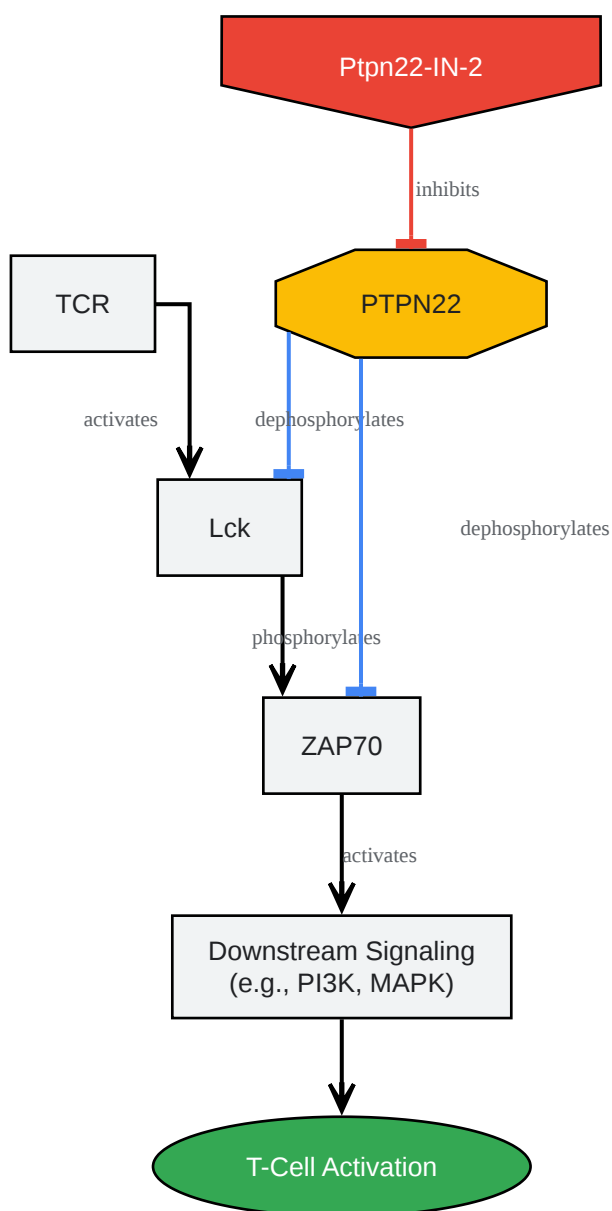 Ptpn22-IN-2
inhibits
TCR
PTPN22
activates
dephosphorylates
Lck
dephosphorylates
phosphorylates
ZAP70
activates
Downstream Signaling
(e.g., PI3K, MAPK)
T-Cell Activation